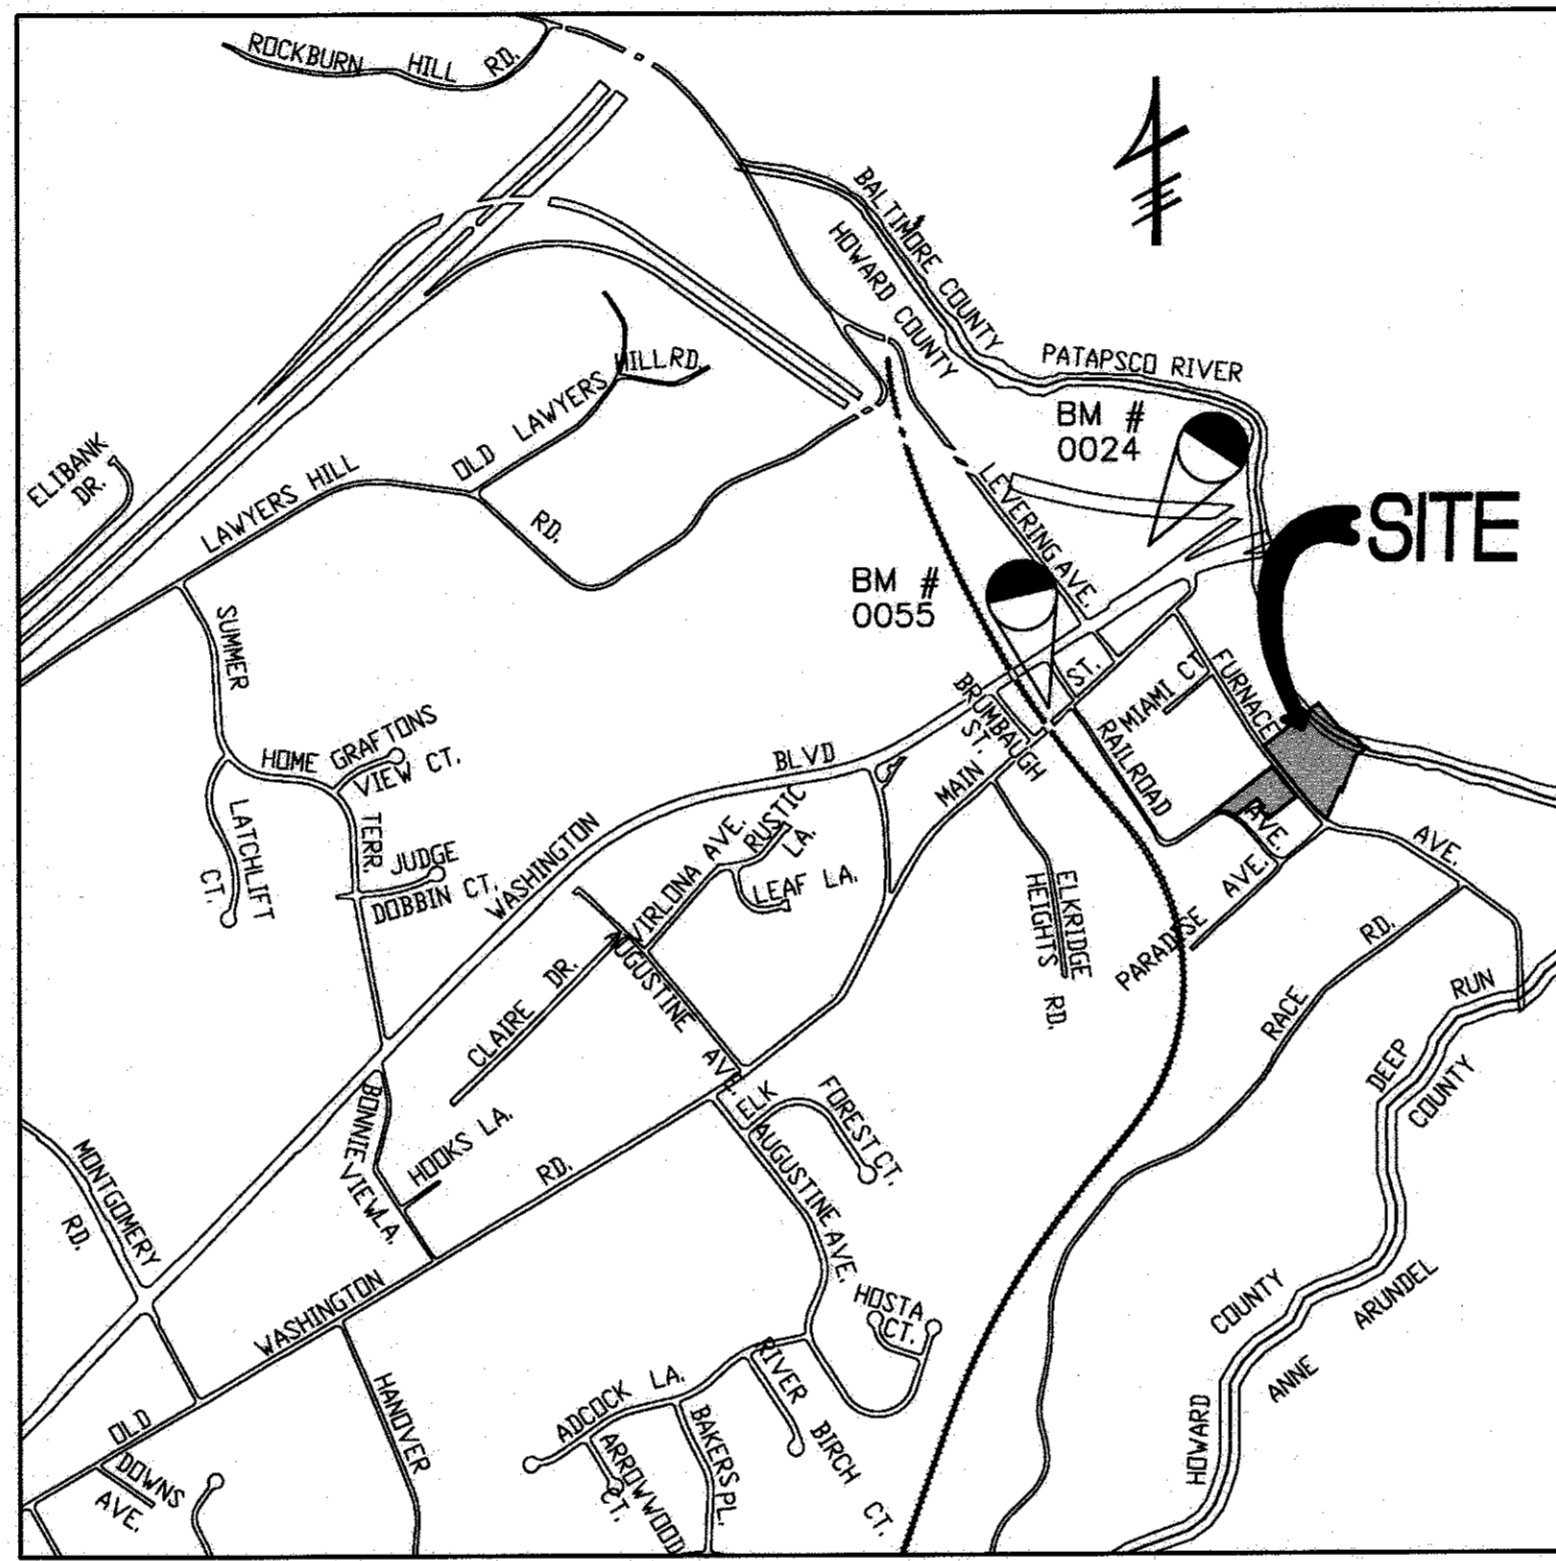 ROCKBURN HILL RD.
BALTIMORE COUNTY
HOWARD COUNTY
PATAPSCO RIVER
BM #
0024
SITE
HILL RD.
OLD LAWYERS
ELIBANK
DR.
LAWYERS HILL
RD.
LEVERING AVE.
BM #
0055
SUMMER
HOME
GRAFTONS
VIEW CT.
LATCHLIFT
CT.
TERR.
JUDGE
DOBBIN CT.
WASHINGTON
BLVD
BRUMBAUGH
ST.
MAIN
ST.
MIAMI CT
FURNACE
RAILROAD
AVE.
AVE.
AVE.
PARADISE
VIRLONA AVE.
RUSTIC
LA.
LEAF LA.
ELKRIDGE
HEIGHTS
RD.
CLAIRE DR.
AUGUSTINE
AVE.
RACE
RD.
RUN
DEEP
COUNTY
BONNIE VIEW LA.
HOOKS LA.
RD.
ELK
FOREST CT.
AUGUSTINE AVE.
MONTGOMERY
RD.
WASHINGTON
HOSTA
CT.
COUNTY
ARUNDEL
ANNE
HOWARD
OLD
HANOVER
ADCOCK LA.
RIVER BIRCH CT.
BAKERS PL.
ARROWWOOD
CT.
DOWNS
AVE.